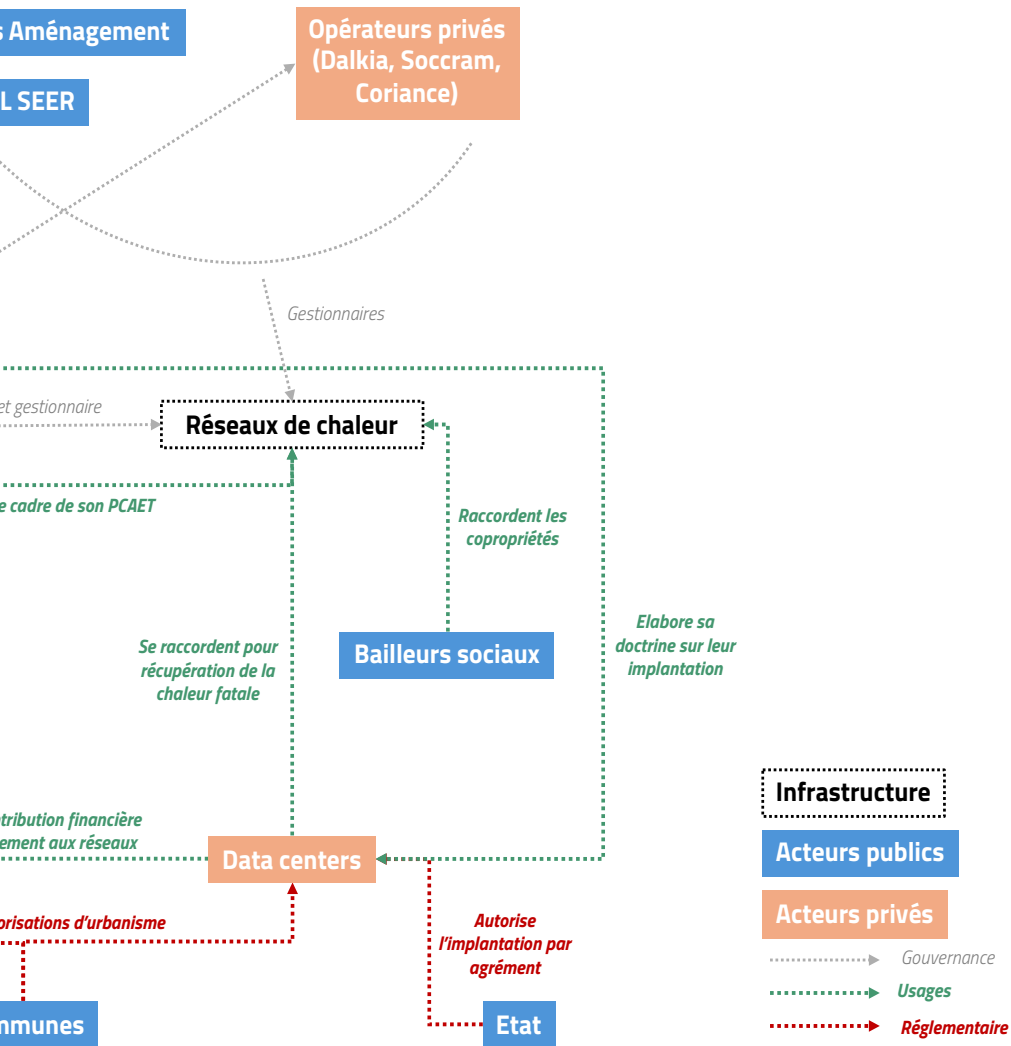 s Aménagement
Opérateurs privés
(Dalkia, Soccram,
Coriance)
L SEER
Gestionnaires
et gestionnaire
Réseaux de chaleur
e cadre de son PCAET
Raccordent les
copropriétés
Se raccordent pour
récupération de la
chaleur fatale
Bailleurs sociaux
Elabore sa
doctrine sur leur
implantation
Infrastructure
tribution financière
ement aux réseaux
Data centers
Acteurs publics
Acteurs privés
orisations d'urbanisme
Autorise
l'implantation par
agrément
Gouvernance
Usages
Réglementaire
mmunes
Etat